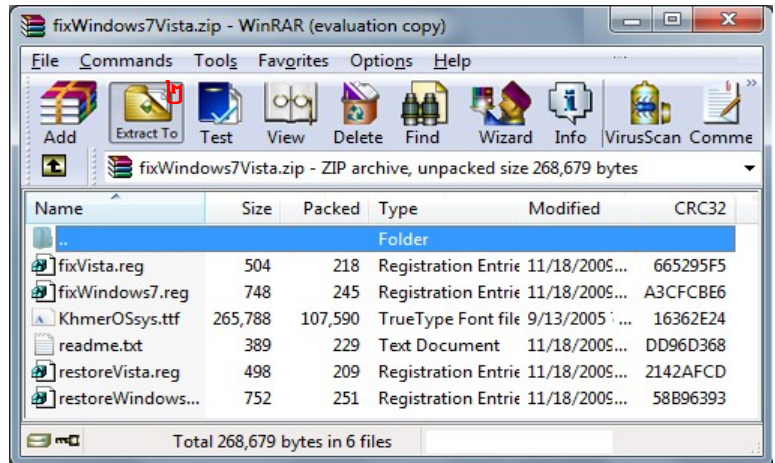 fixWindows7Vista.zip - WinRAR (evaluation copy)
File Commands Tools Favorites Options Help
Add Extract To Test View Delete Find Wizard Info VirusScan Comme
fixWindows7Vista.zip - ZIP archive, unpacked size 268,679 bytes
Name Size Packed Type Modified CRC32
.. Folder
fixVista.reg 504 218 Registration Entrie 11/18/2009... 665295F5
fixWindows7.reg 748 245 Registration Entrie 11/18/2009... A3CFCBE6
KhmerOSsys.ttf 265,788 107,590 TrueType Font file 9/13/2005 ... 16362E24
readme.txt 389 229 Text Document 11/18/2009... DD96D368
restoreVista.reg 498 209 Registration Entrie 11/18/2009... 2142AFCD
restoreWindows... 752 251 Registration Entrie 11/18/2009... 58B96393
Total 268,679 bytes in 6 files